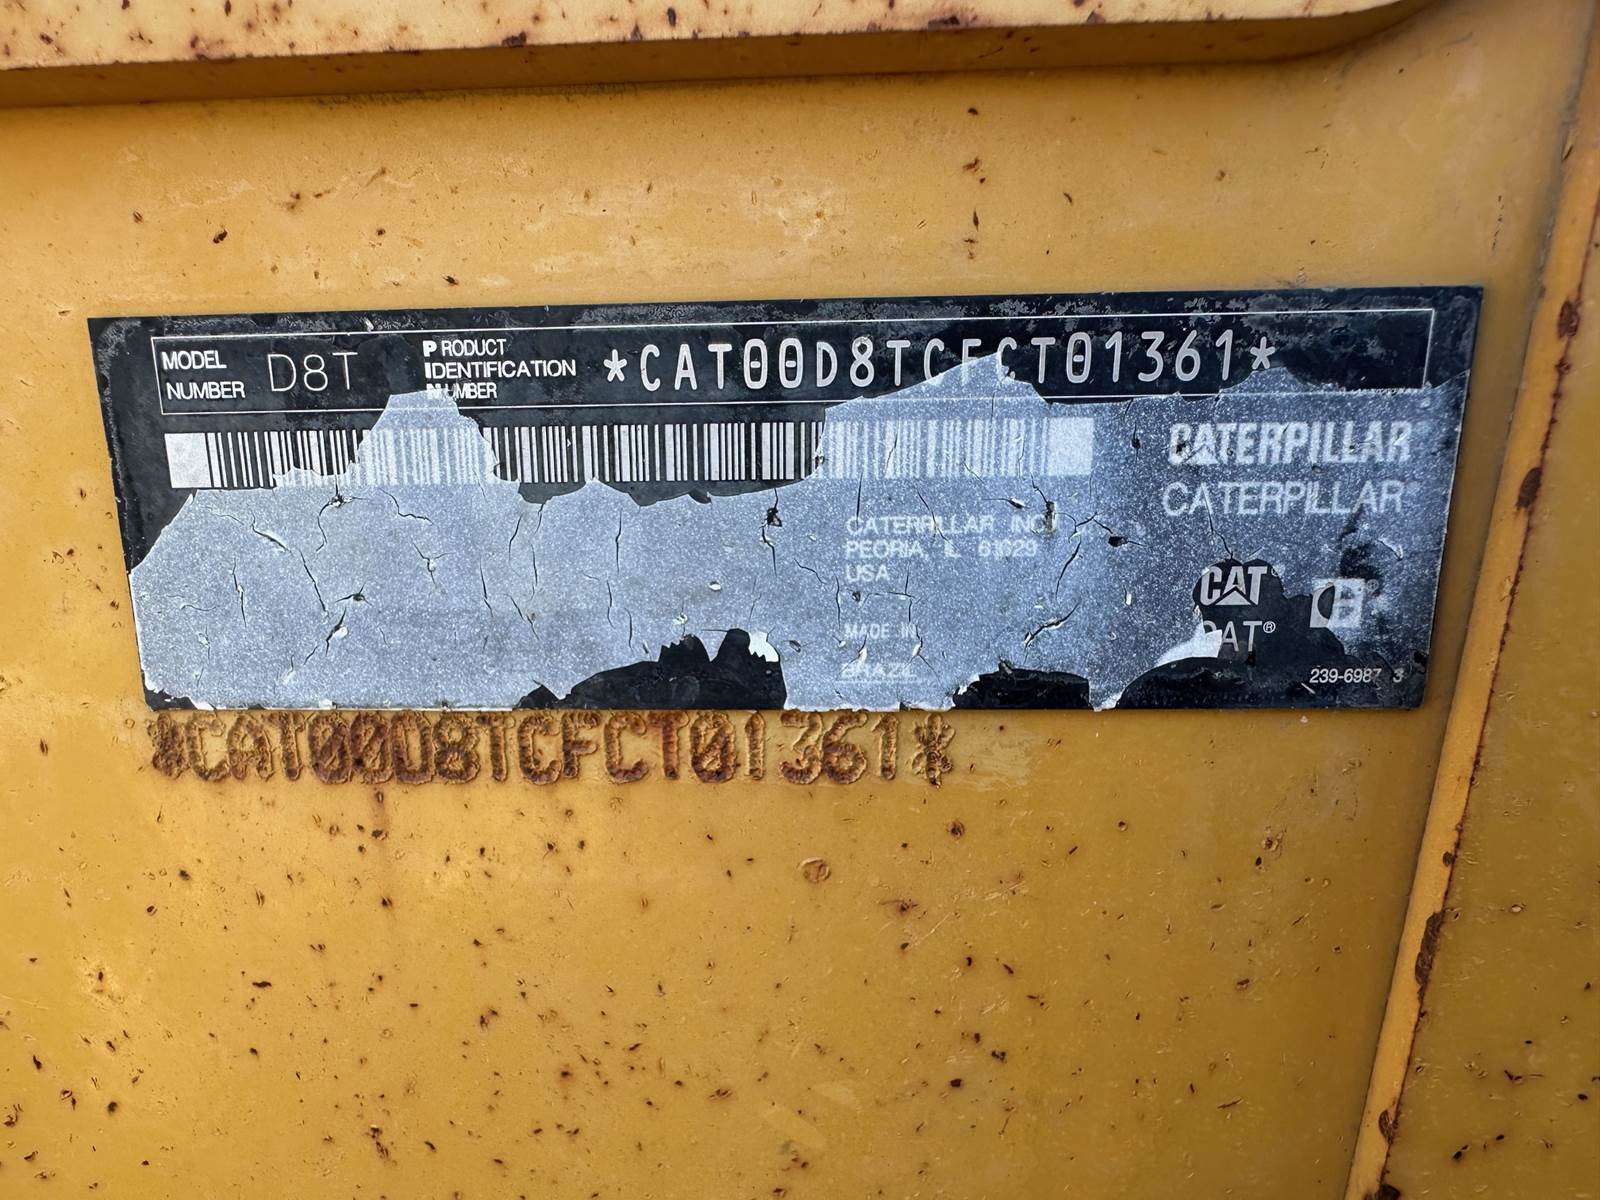 MODEL NUMBER D8T
PRODUCT IDENTIFICATION NUMBER *CAT00D8TCFCT01361*
CATERPILLAR
CATERPILLAR®
CATERPILLAR INC.
PEORIA, IL 61629
USA
CAT®
CAT®
MADE IN
BRAZIL
239-6987 3
*CAT00D8TCFCT01361*